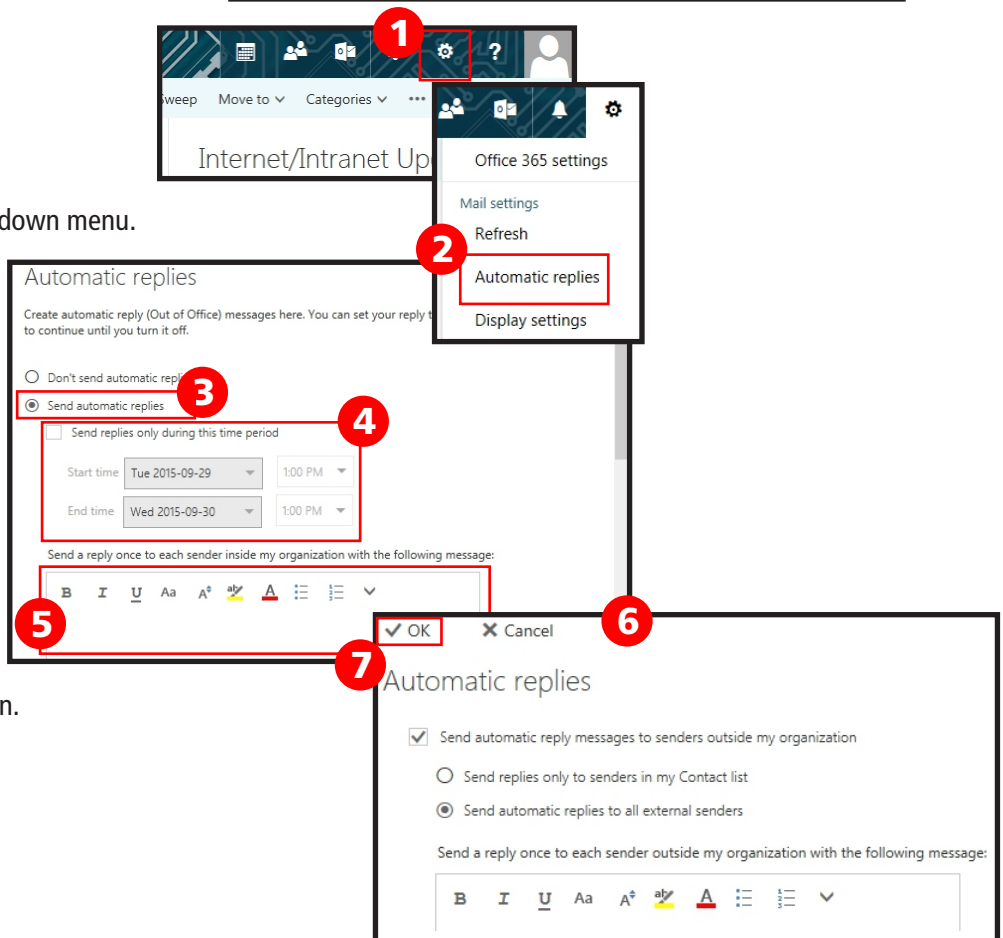 1
?
Sweep Move to Categories •••
Internet/Intranet Up
Office 365 settings
Mail settings
Refresh
2
Automatic replies
Display settings
down menu.
Automatic replies
Create automatic reply (Out of Office) messages here. You can set your reply t
to continue until you turn it off.
Don't send automatic repli
3
Send automatic replies
4
Send replies only during this time period
Start time Tue 2015-09-29 1:00 PM
End time Wed 2015-09-30 1:00 PM
Send a reply once to each sender inside my organization with the following message:
B I U Aa A aby A
5
6
OK Cancel
7
Automatic replies
n.
Send automatic reply messages to senders outside my organization
Send replies only to senders in my Contact list
Send automatic replies to all external senders
Send a reply once to each sender outside my organization with the following message:
B I U Aa A aby A